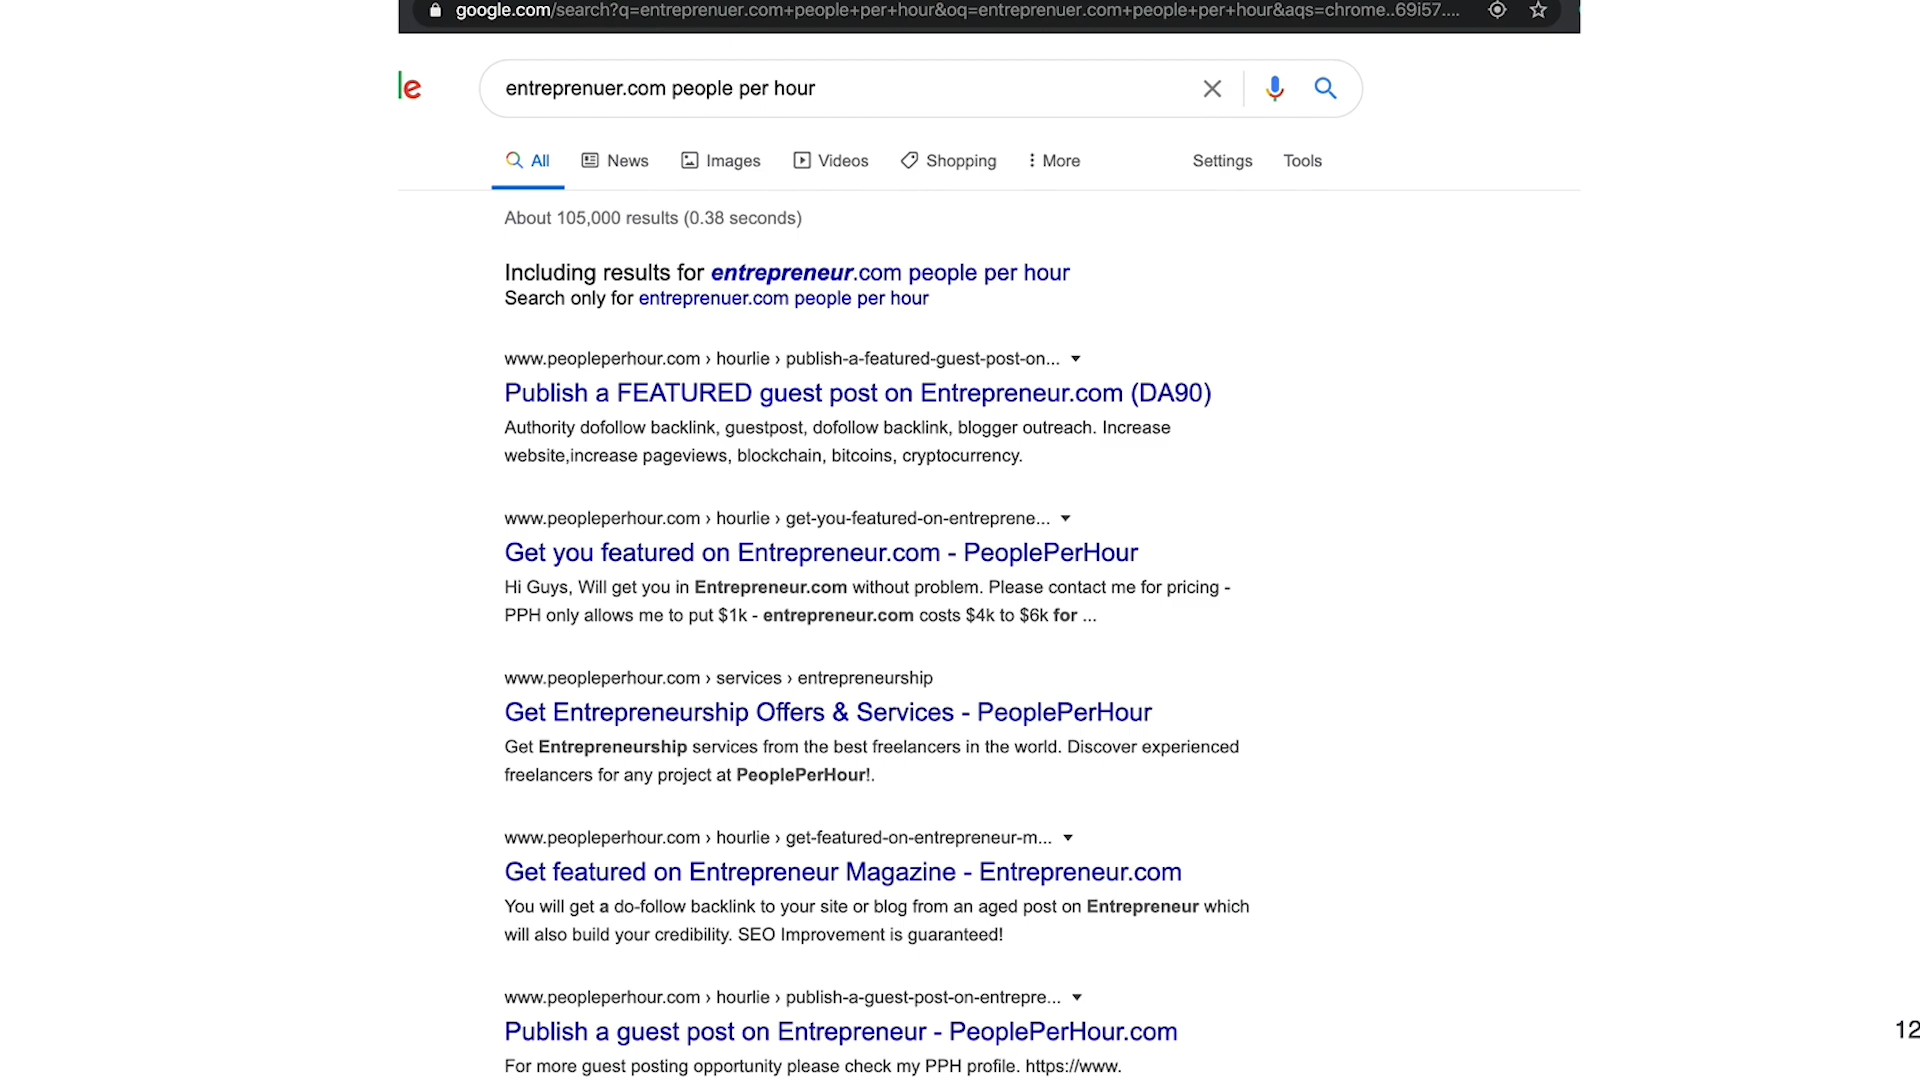 google.com/search?q=entreprenuer.com+people+per+hour&oq=entreprenuer.com+people+per+hour&aqs=chrome..69i57....
le
entreprenuer.com people per hour
All News Images Videos Shopping More Settings Tools
About 105,000 results (0.38 seconds)
Including results for entrepreneur.com people per hour
Search only for entreprenuer.com people per hour
www.peopleperhour.com › hourlie › publish-a-featured-guest-post-on...
Publish a FEATURED guest post on Entrepreneur.com (DA90)
Authority dofollow backlink, guestpost, dofollow backlink, blogger outreach. Increase
website,increase pageviews, blockchain, bitcoins, cryptocurrency.
www.peopleperhour.com › hourlie › get-you-featured-on-entreprene...
Get you featured on Entrepreneur.com - PeoplePerHour
Hi Guys, Will get you in Entrepreneur.com without problem. Please contact me for pricing -
PPH only allows me to put $1k - entrepreneur.com costs $4k to $6k for ...
www.peopleperhour.com › services › entrepreneurship
Get Entrepreneurship Offers & Services - PeoplePerHour
Get Entrepreneurship services from the best freelancers in the world. Discover experienced
freelancers for any project at PeoplePerHour!.
www.peopleperhour.com › hourlie › get-featured-on-entrepreneur-m...
Get featured on Entrepreneur Magazine - Entrepreneur.com
You will get a do-follow backlink to your site or blog from an aged post on Entrepreneur which
will also build your credibility. SEO Improvement is guaranteed!
www.peopleperhour.com › hourlie › publish-a-guest-post-on-entrepre...
Publish a guest post on Entrepreneur - PeoplePerHour.com
For more guest posting opportunity please check my PPH profile. https://www.
12